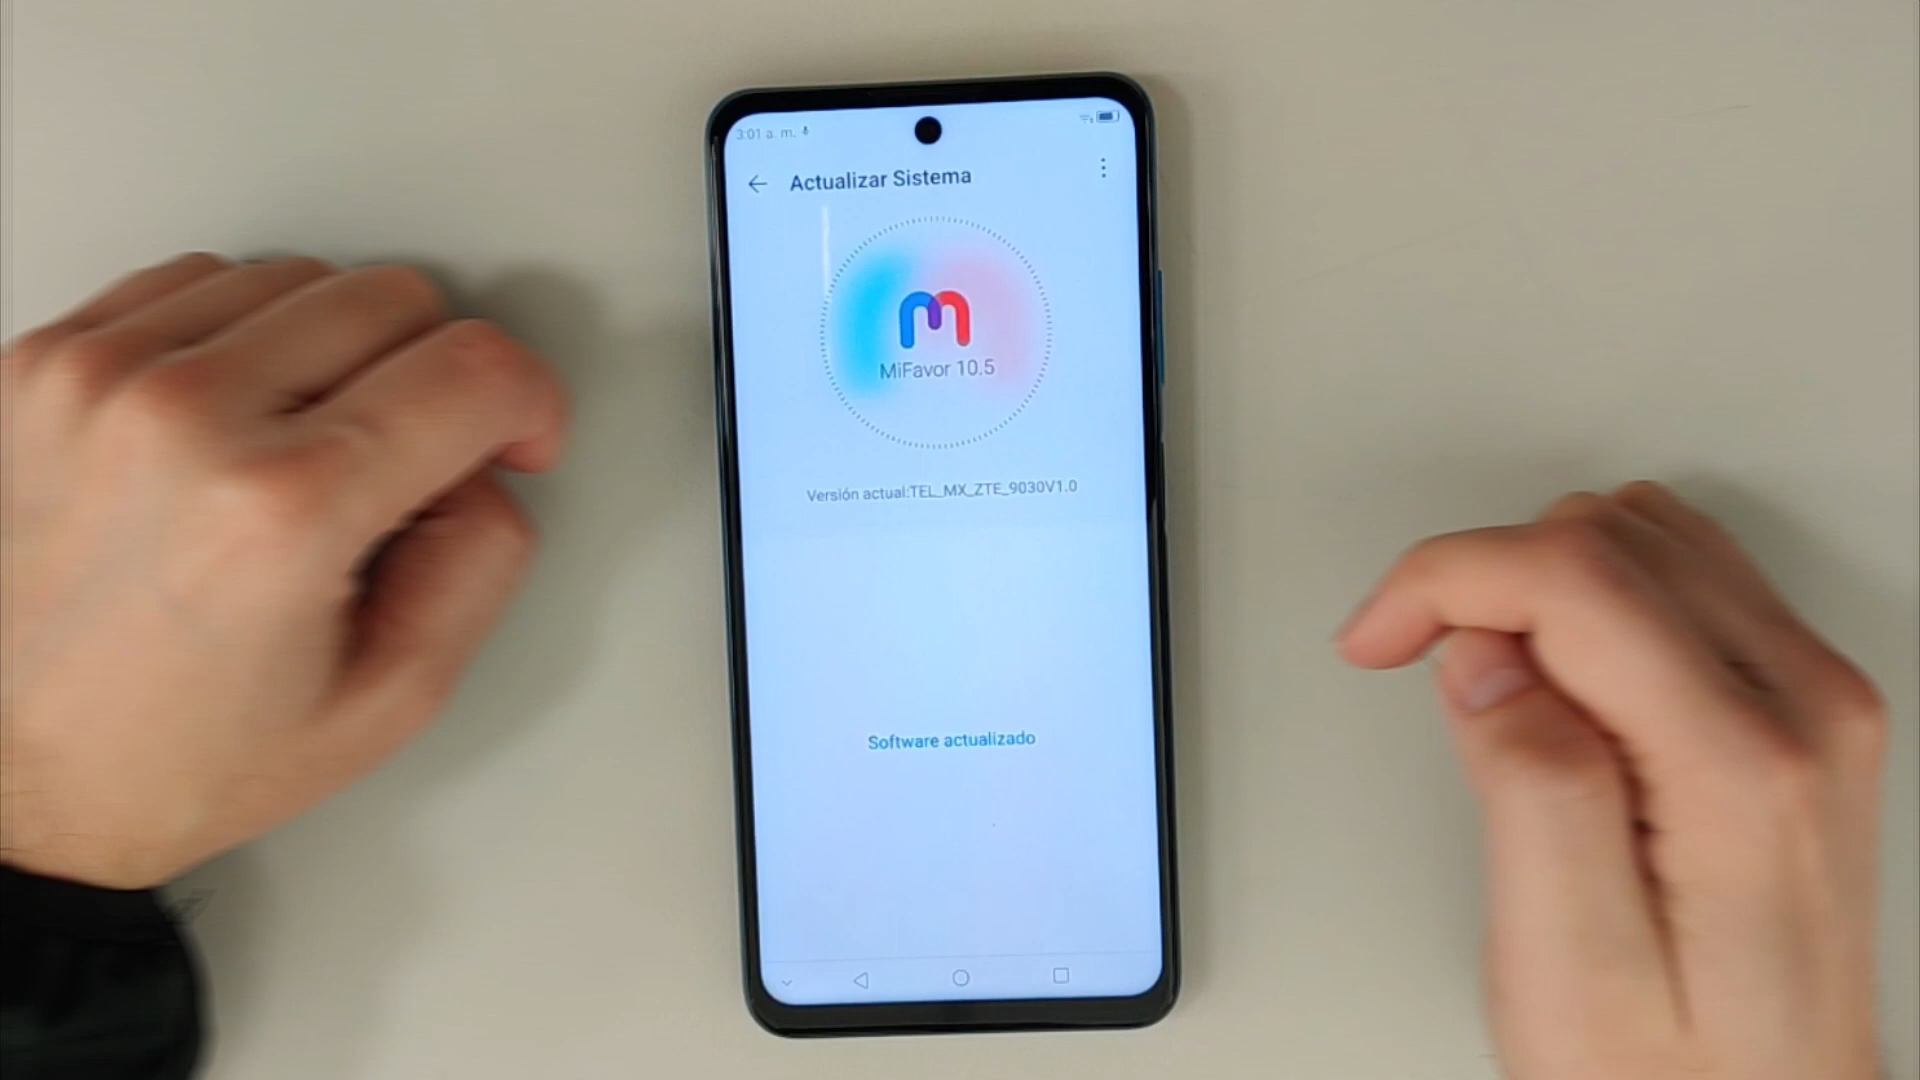 3:01 a. m.
Actualizar Sistema
MiFavor 10.5
Versión actual:TEL_MX_ZTE_9030V1.0
Software actualizado